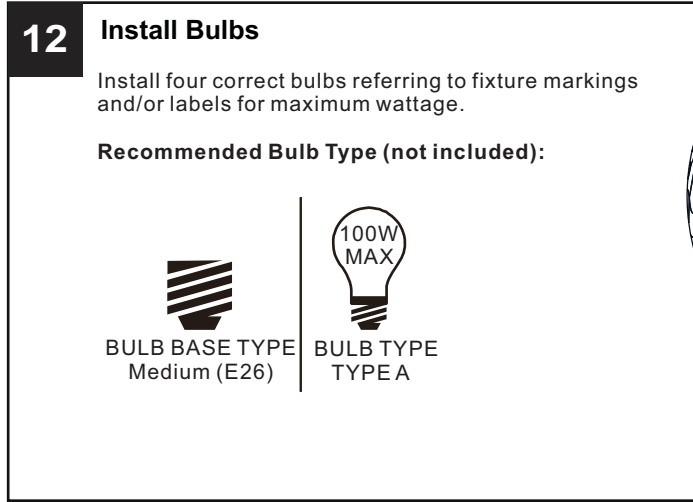 12
Install Bulbs
Install four correct bulbs referring to fixture markings
and/or labels for maximum wattage.
Recommended Bulb Type (not included):
100W
MAX
BULB BASE TYPE
Medium (E26)
BULB TYPE
TYPE A